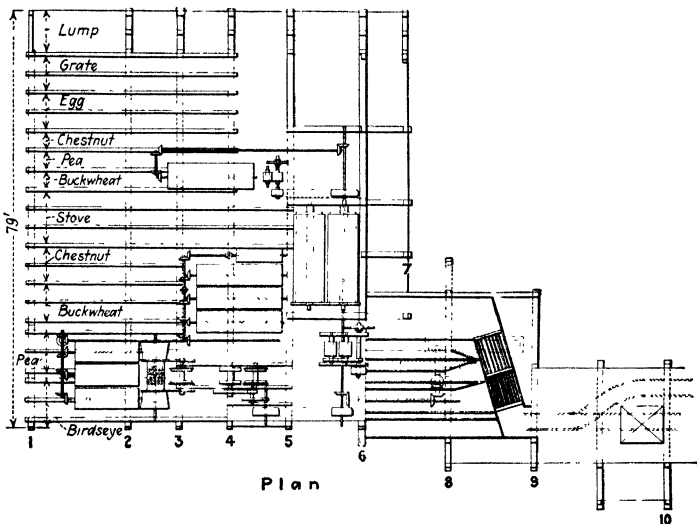 Lump
Grate
Egg
Chestnut
Pea
Buckwheat
Stove
Chestnut
Buckwheat
Pea
Birdseye
79'
7
1 2 3 4 5 6 8 9 10
Plan